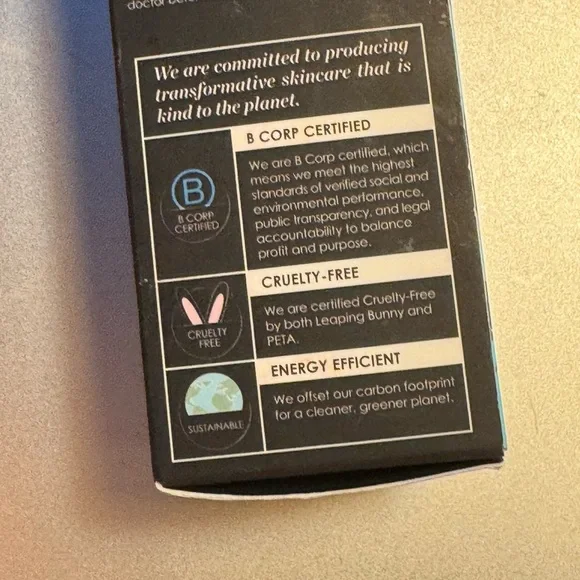 doctor
We are committed to producing
transformative skincare that is
kind to the planet.
B
B CORP
CERTIFIED
B CORP CERTIFIED
We are B Corp certified, which
means we meet the highest
standards of verified social and
environmental performance,
public transparency, and legal
accountability to balance
profit and purpose.
CRUELTY
FREE
CRUELTY-FREE
We are certified Cruelty-Free
by both Leaping Bunny and
PETA.
SUSTAINABLE
ENERGY EFFICIENT
We offset our carbon footprint
for a cleaner, greener planet.